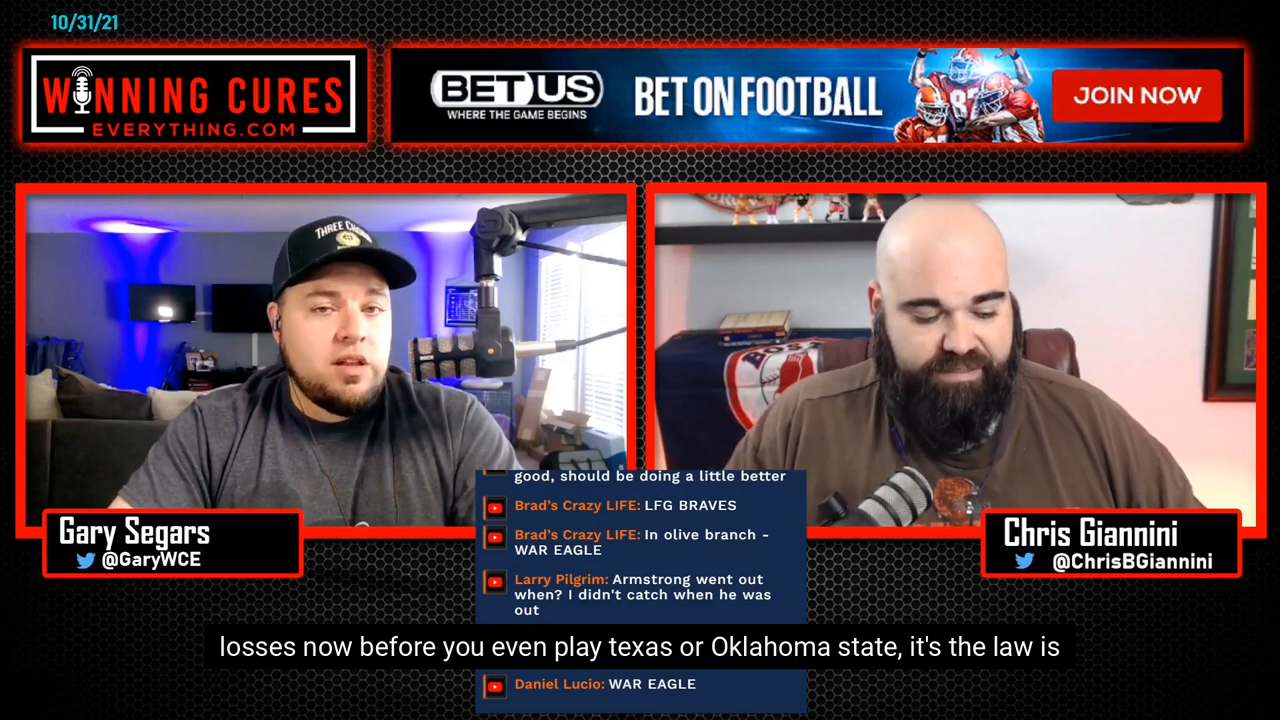 10/31/21
WINNING CURES
EVERYTHING.COM
BETUS
WHERE THE GAME BEGINS
BET ON FOOTBALL
JOIN NOW
THREE
good, should be doing a little better
Brad's Crazy LIFE: LFG BRAVES
Brad's Crazy LIFE: In olive branch -
WAR EAGLE
Larry Pilgrim: Armstrong went out
when? I didn't catch when he was
out
Gary Segars
@GaryWCE
Chris Giannini
@ChrisBGiannini
losses now before you even play texas or Oklahoma state, it's the law is
Daniel Lucio: WAR EAGLE